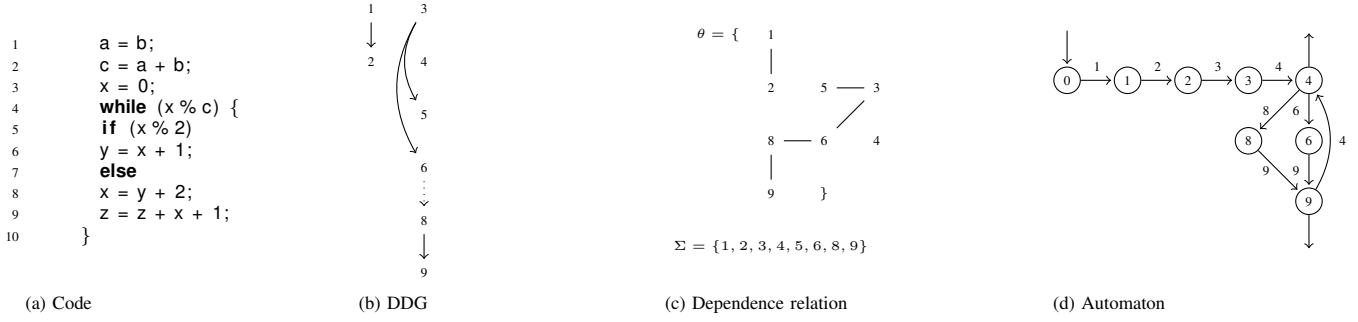 1 a = b;
2 c = a + b;
3 x = 0;
4 while (x % c) {
5 if (x % 2)
6 y = x + 1;
7 else
8 x = y + 2;
9 z = z + x + 1;
10 }
(a) Code
1 3
2 4
5
6
8
9
(b) DDG
θ = { 1
2 5 3
8 6 4
9 }
Σ = {1, 2, 3, 4, 5, 6, 8, 9}
(c) Dependence relation
1 2 3 4
0 1 2 3 4
8 6
8 6 4
9 9
9
(d) Automaton